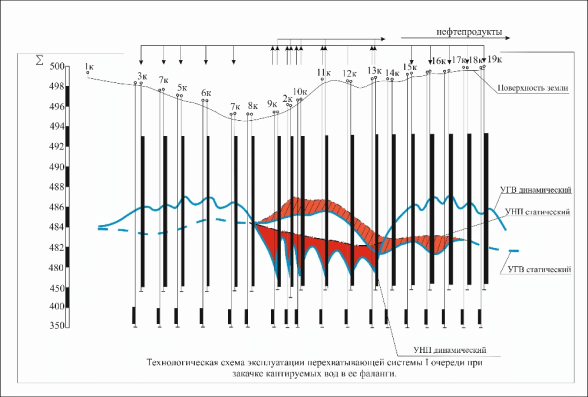 нефтепродукты
Σ
1к
3к
7к
5к
6к
7к
8к
9к
2к
10к
11к
12к
13к
14к
15к
16к
17к
18к
19к
Поверхность земли
500
498
496
494
492
490
486
484
482
480
450
400
350
УГВ динамический
УНП статический
УГВ статический
УНП динамический
Технологическая схема эксплуатации перехватывающей системы I очереди при
закачке каптируемых вод в ее фаланги.